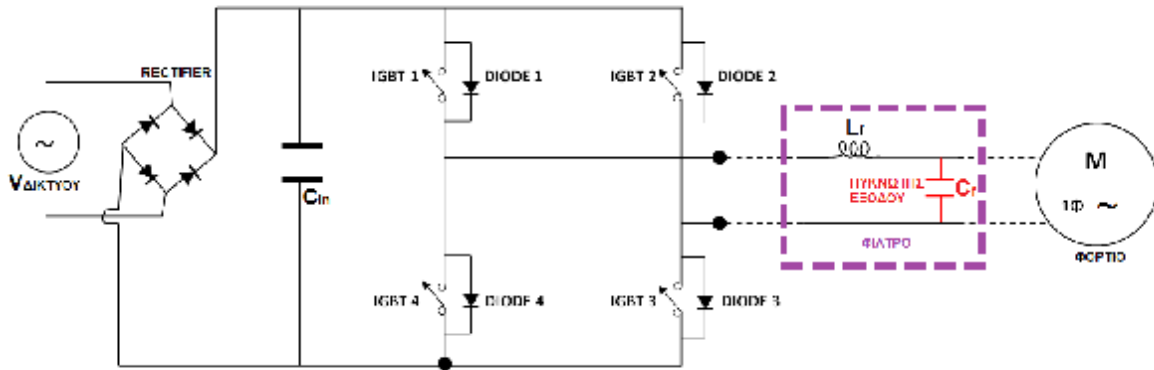 RECTIFIER
IGBT 1
DIODE 1
IGBT 2
DIODE 2
~
VΔΙΚΤΥΟΥ
Cin
Lf
ΠΥΚΝΩΤΗΣ
ΕΞΟΔΟΥ
Cf
ΦΙΛΤΡΟ
M
1Φ ~
ΦΟΡΤΙΟ
IGBT 4
DIODE 4
IGBT 3
DIODE 3